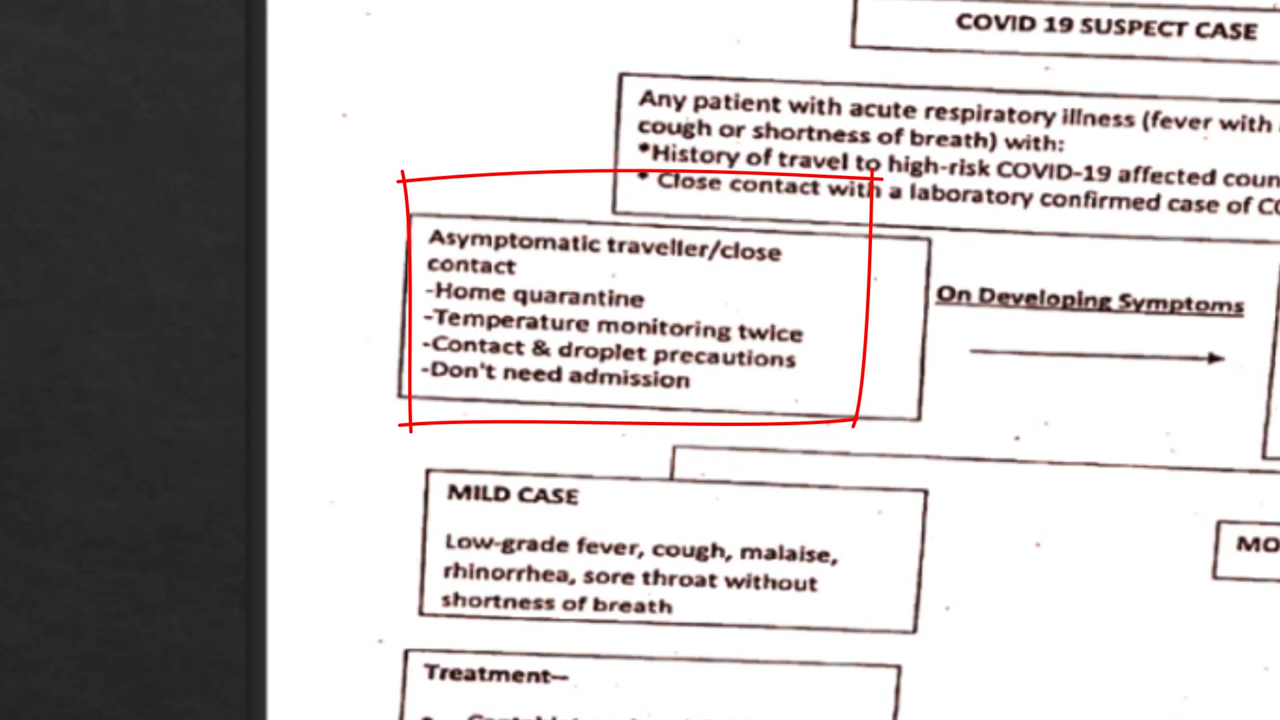 COVID 19 SUSPECT CASE
Any patient with acute respiratory illness (fever with
cough or shortness of breath) with:
*History of travel to high-risk COVID-19 affected coun
* Close contact with a laboratory confirmed case of CO
Asymptomatic traveller/close
contact
-Home quarantine
-Temperature monitoring twice
-Contact & droplet precautions
-Don't need admission
On Developing Symptoms
MILD CASE
Low-grade fever, cough, malaise,
rhinorrhea, sore throat without
shortness of breath
MO
Treatment--